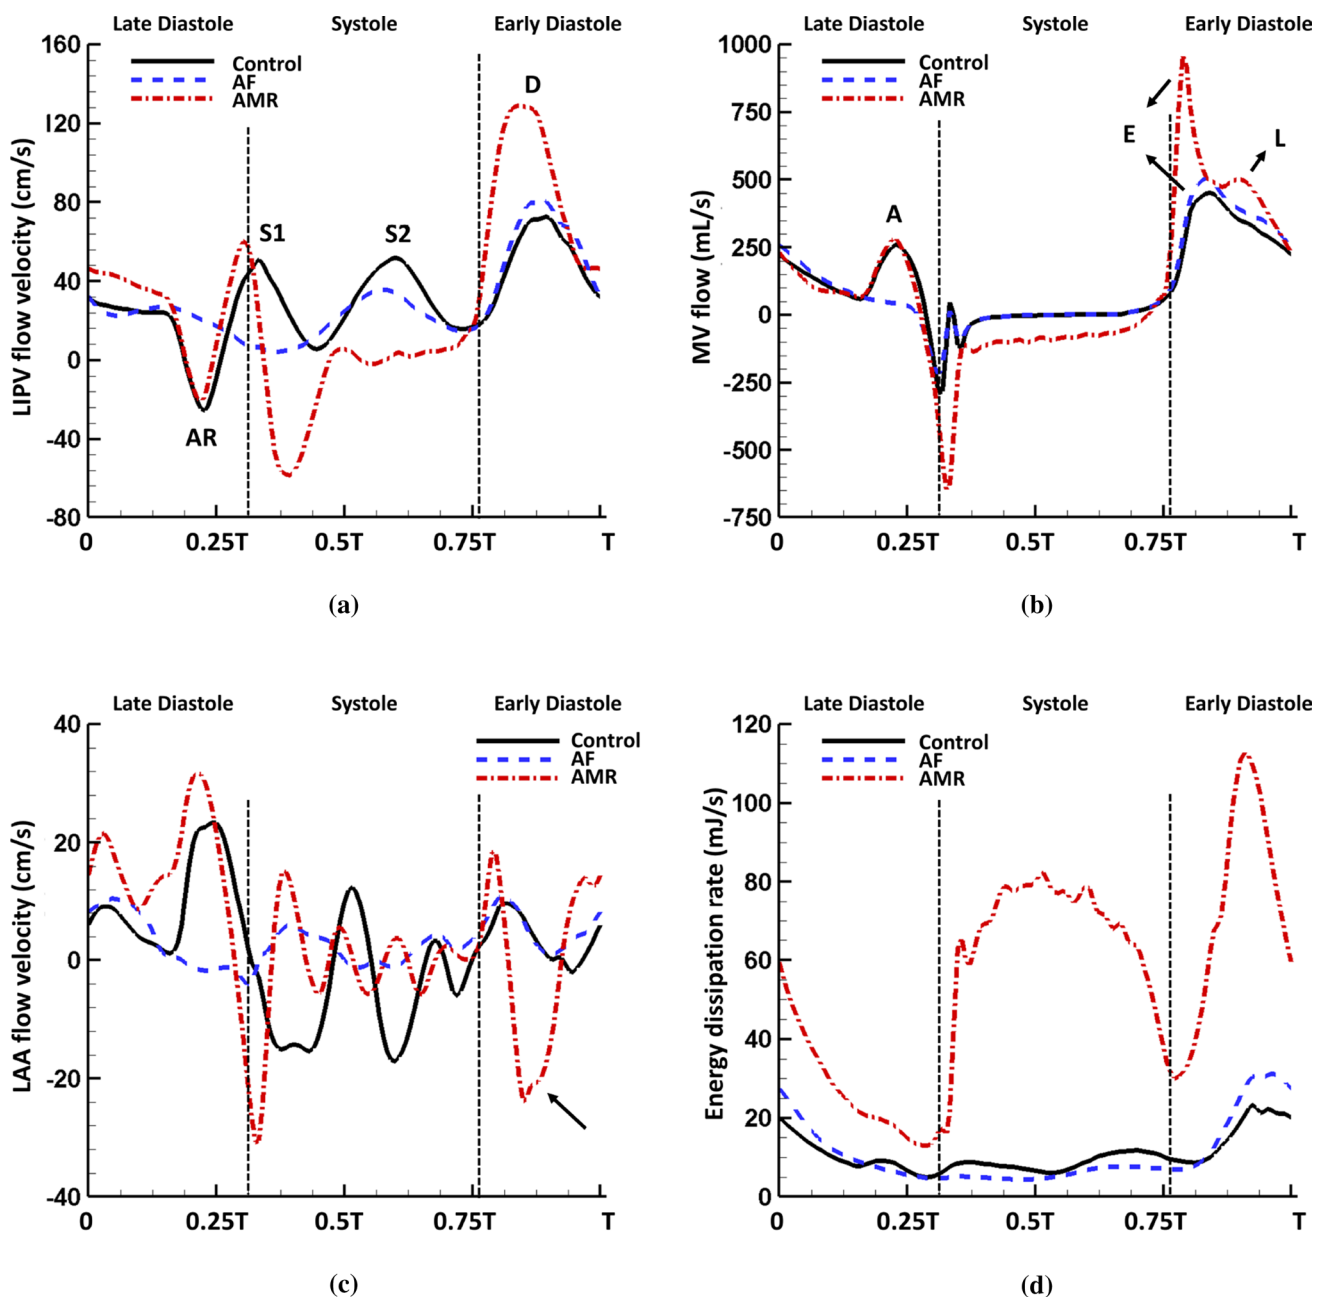 Late Diastole Systole Early Diastole
160
120
80
40
0
-40
-80
LIPV flow velocity (cm/s)
Control
AF
AMR
D
S1
S2
AR
0 0.25T 0.5T 0.75T T
(a)
Late Diastole Systole Early Diastole
1000
750
500
250
0
-250
-500
-750
MV flow (mL/s)
Control
AF
AMR
E
L
A
0 0.25T 0.5T 0.75T T
(b)
Late Diastole Systole Early Diastole
40
20
0
-20
-40
LAA flow velocity (cm/s)
Control
AF
AMR
0 0.25T 0.5T 0.75T T
(c)
Late Diastole Systole Early Diastole
120
100
80
60
40
20
0
Energy dissipation rate (mJ/s)
Control
AF
AMR
0 0.25T 0.5T 0.75T T
(d)